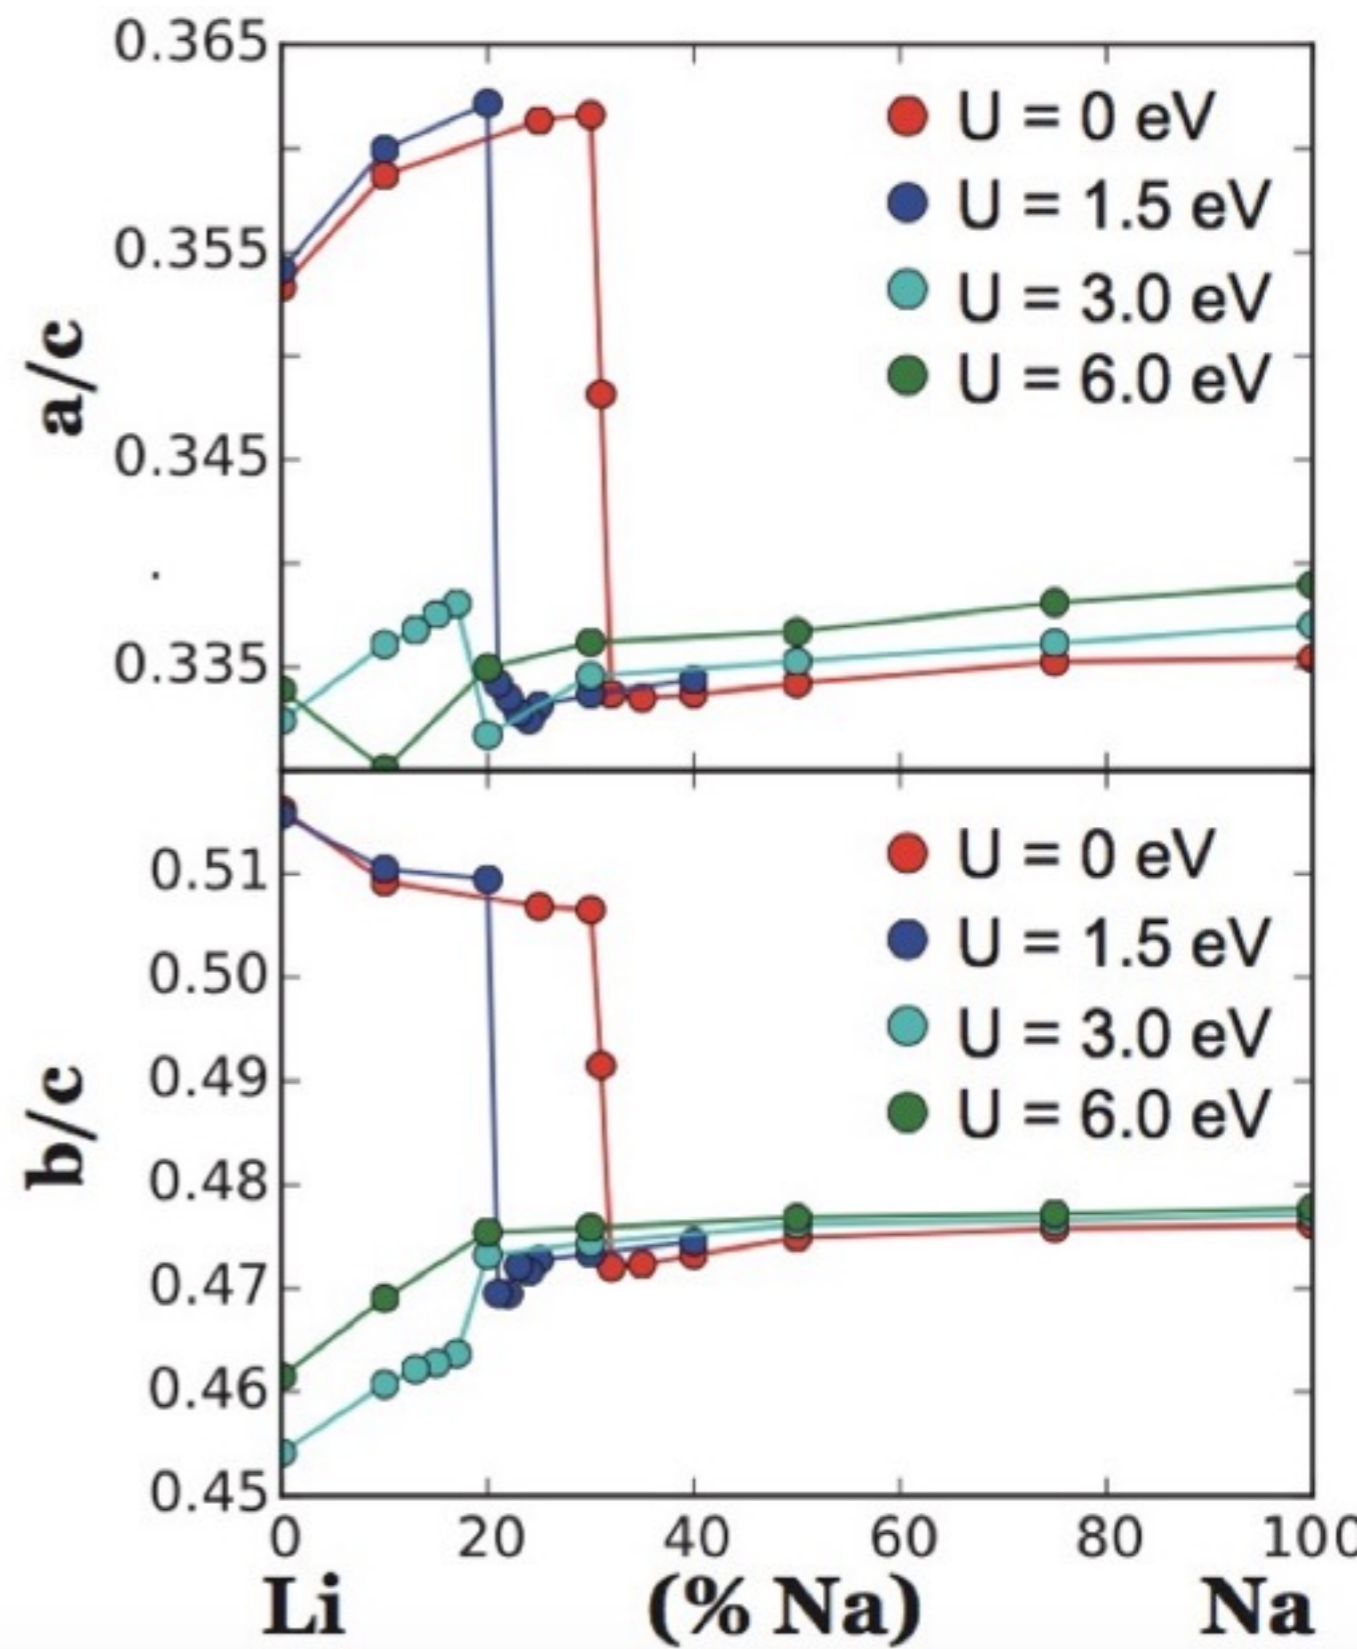 0.365
U = 0 eV
U = 1.5 eV
0.355
U = 3.0 eV
U = 6.0 eV
a/c
0.345
0.335
0.51
U = 0 eV
U = 1.5 eV
0.50
U = 3.0 eV
0.49
U = 6.0 eV
b/c
0.48
0.47
0.46
0.45
0 20 40 60 80 100
Li (% Na) Na